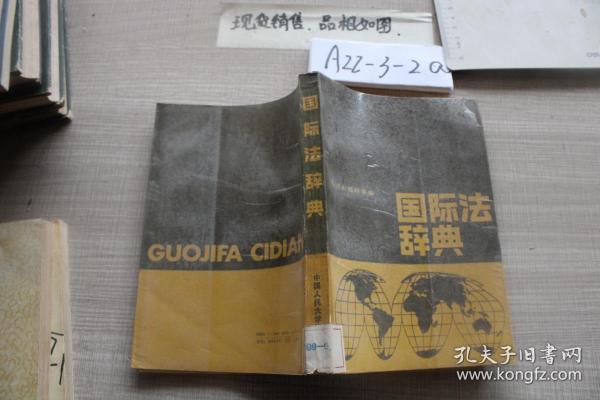 现货销售、品相如图.
A22-3-200
国际法辞典
中国人民大学
GUOJIFA CIDIAN
国际法
辞典
孔夫子旧书网
www.kongfz.com